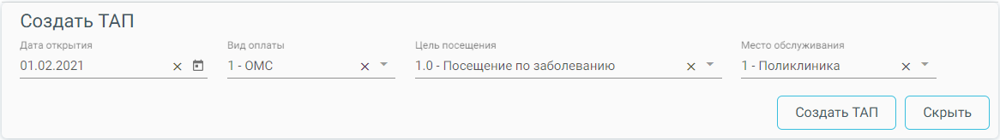 Создать ТАП
Дата открытия Вид оплаты Цель посещения Место обслуживания
01.02.2021 1 - ОМС 1.0 - Посещение по заболеванию 1 - Поликлиника
Создать ТАП Скрыть